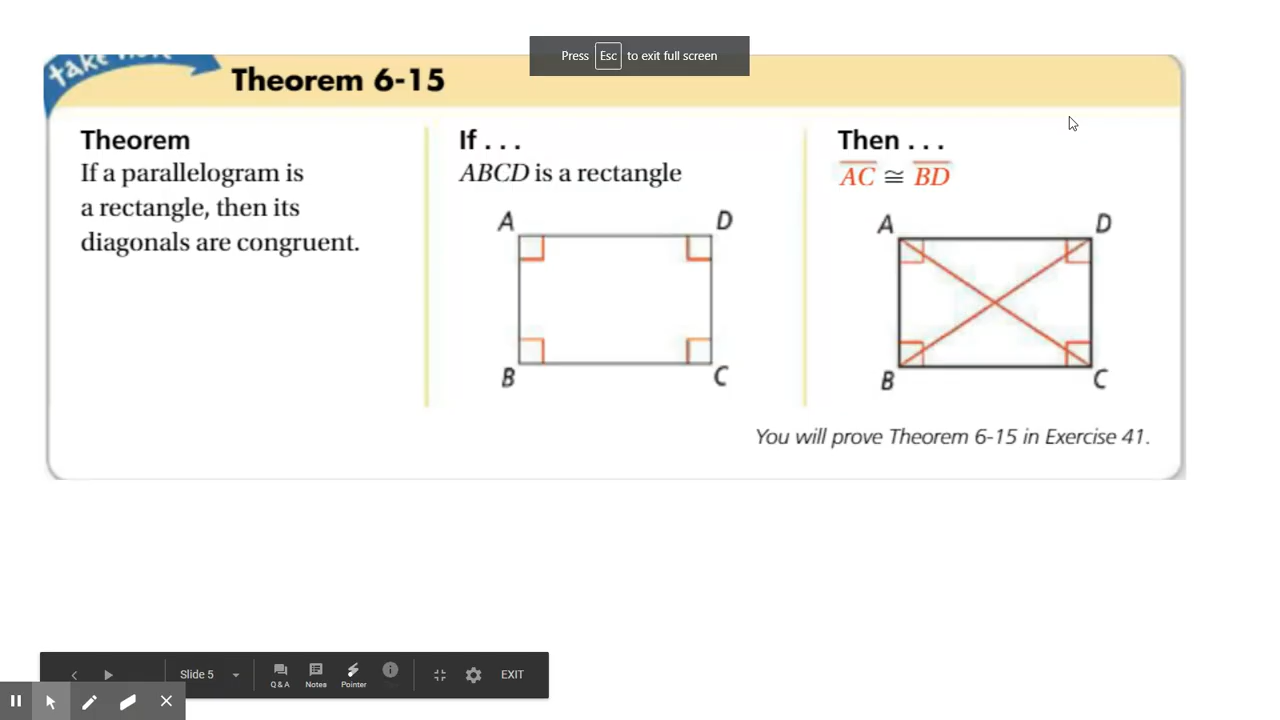 Press Esc to exit full screen
take note
Theorem 6-15
Theorem
If a parallelogram is
a rectangle, then its
diagonals are congruent.
If . . .
ABCD is a rectangle
A
D
B
C
Then . . .
AC ≅ BD
A
D
B
C
You will prove Theorem 6-15 in Exercise 41.
Slide 5
Q & A
Notes
Pointer
EXIT